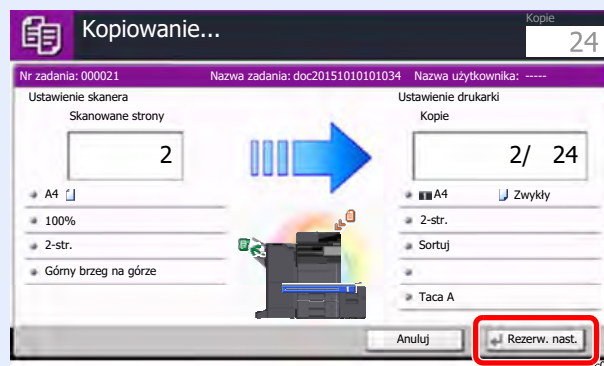 Kopiowanie...
Kopie
24
Nr zadania: 000021 Nazwa zadania: doc20151010101034 Nazwa użytkownika: -----
Ustawienie skanera
Skanowane strony
2
A4
100%
2-str.
Górny brzeg na górze
Ustawienie drukarki
Kopie
2/ 24
A4 Zwykły
2-str.
Sortuj
Taca A
Anuluj
Rezerw. nast.